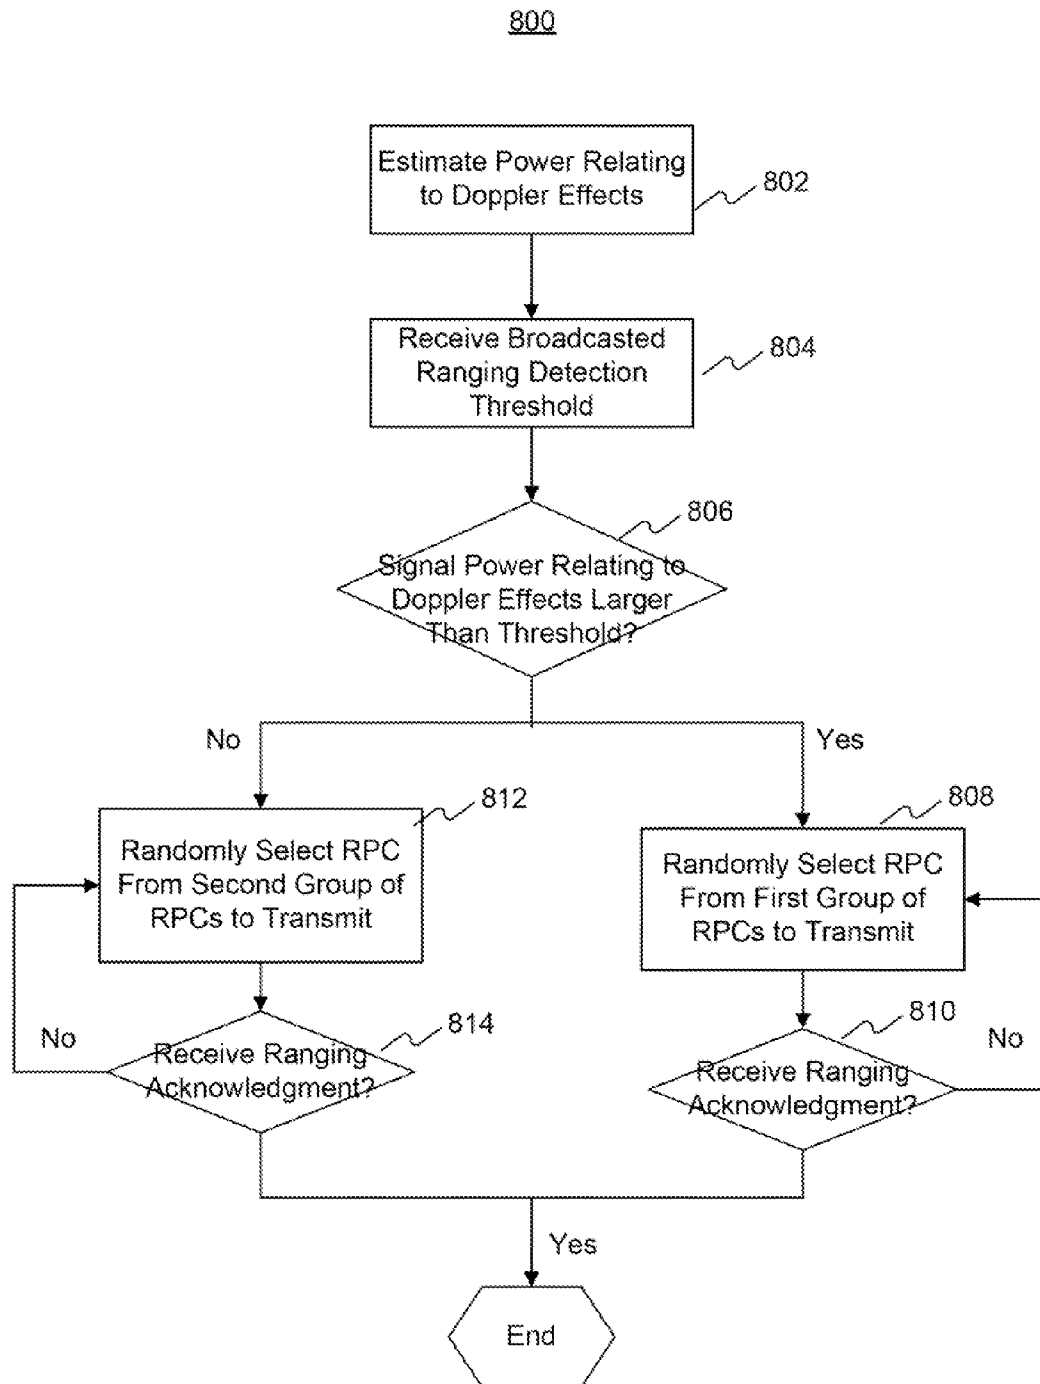 800
Estimate Power Relating
to Doppler Effects
802
Receive Broadcasted
Ranging Detection
Threshold
804
806
Signal Power Relating to
Doppler Effects Larger
Than Threshold?
No
Yes
812
Randomly Select RPC
From Second Group of
RPCs to Transmit
808
Randomly Select RPC
From First Group of
RPCs to Transmit
No
814
Receive Ranging
Acknowledgment?
810
No
Receive Ranging
Acknowledgment?
Yes
End